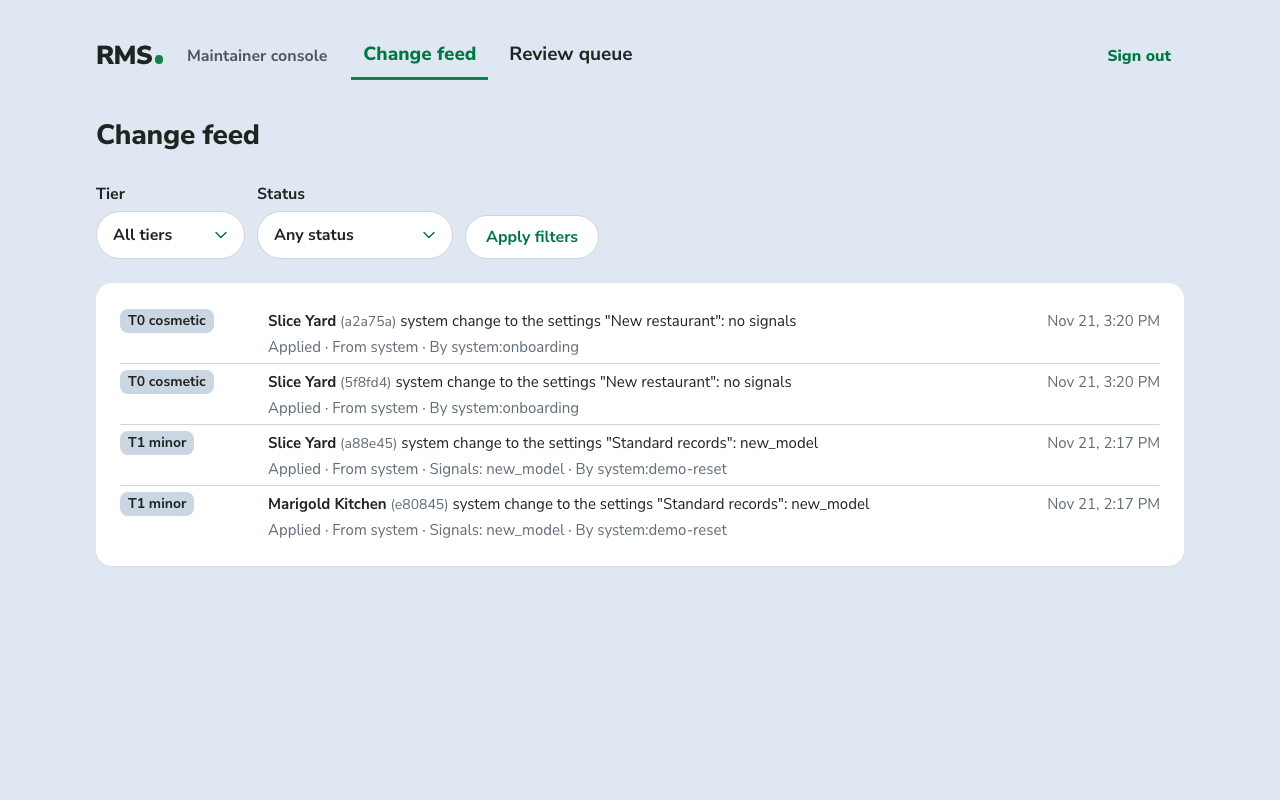 RMS. Maintainer console Change feed Review queue Sign out
Change feed
Tier Status
All tiers Any status Apply filters
T0 cosmetic Slice Yard (a2a75a) system change to the settings "New restaurant": no signals Nov 21, 3:20 PM
Applied · From system · By system:onboarding
T0 cosmetic Slice Yard (5f8fd4) system change to the settings "New restaurant": no signals Nov 21, 3:20 PM
Applied · From system · By system:onboarding
T1 minor Slice Yard (a88e45) system change to the settings "Standard records": new_model Nov 21, 2:17 PM
Applied · From system · Signals: new_model · By system:demo-reset
T1 minor Marigold Kitchen (e80845) system change to the settings "Standard records": new_model Nov 21, 2:17 PM
Applied · From system · Signals: new_model · By system:demo-reset